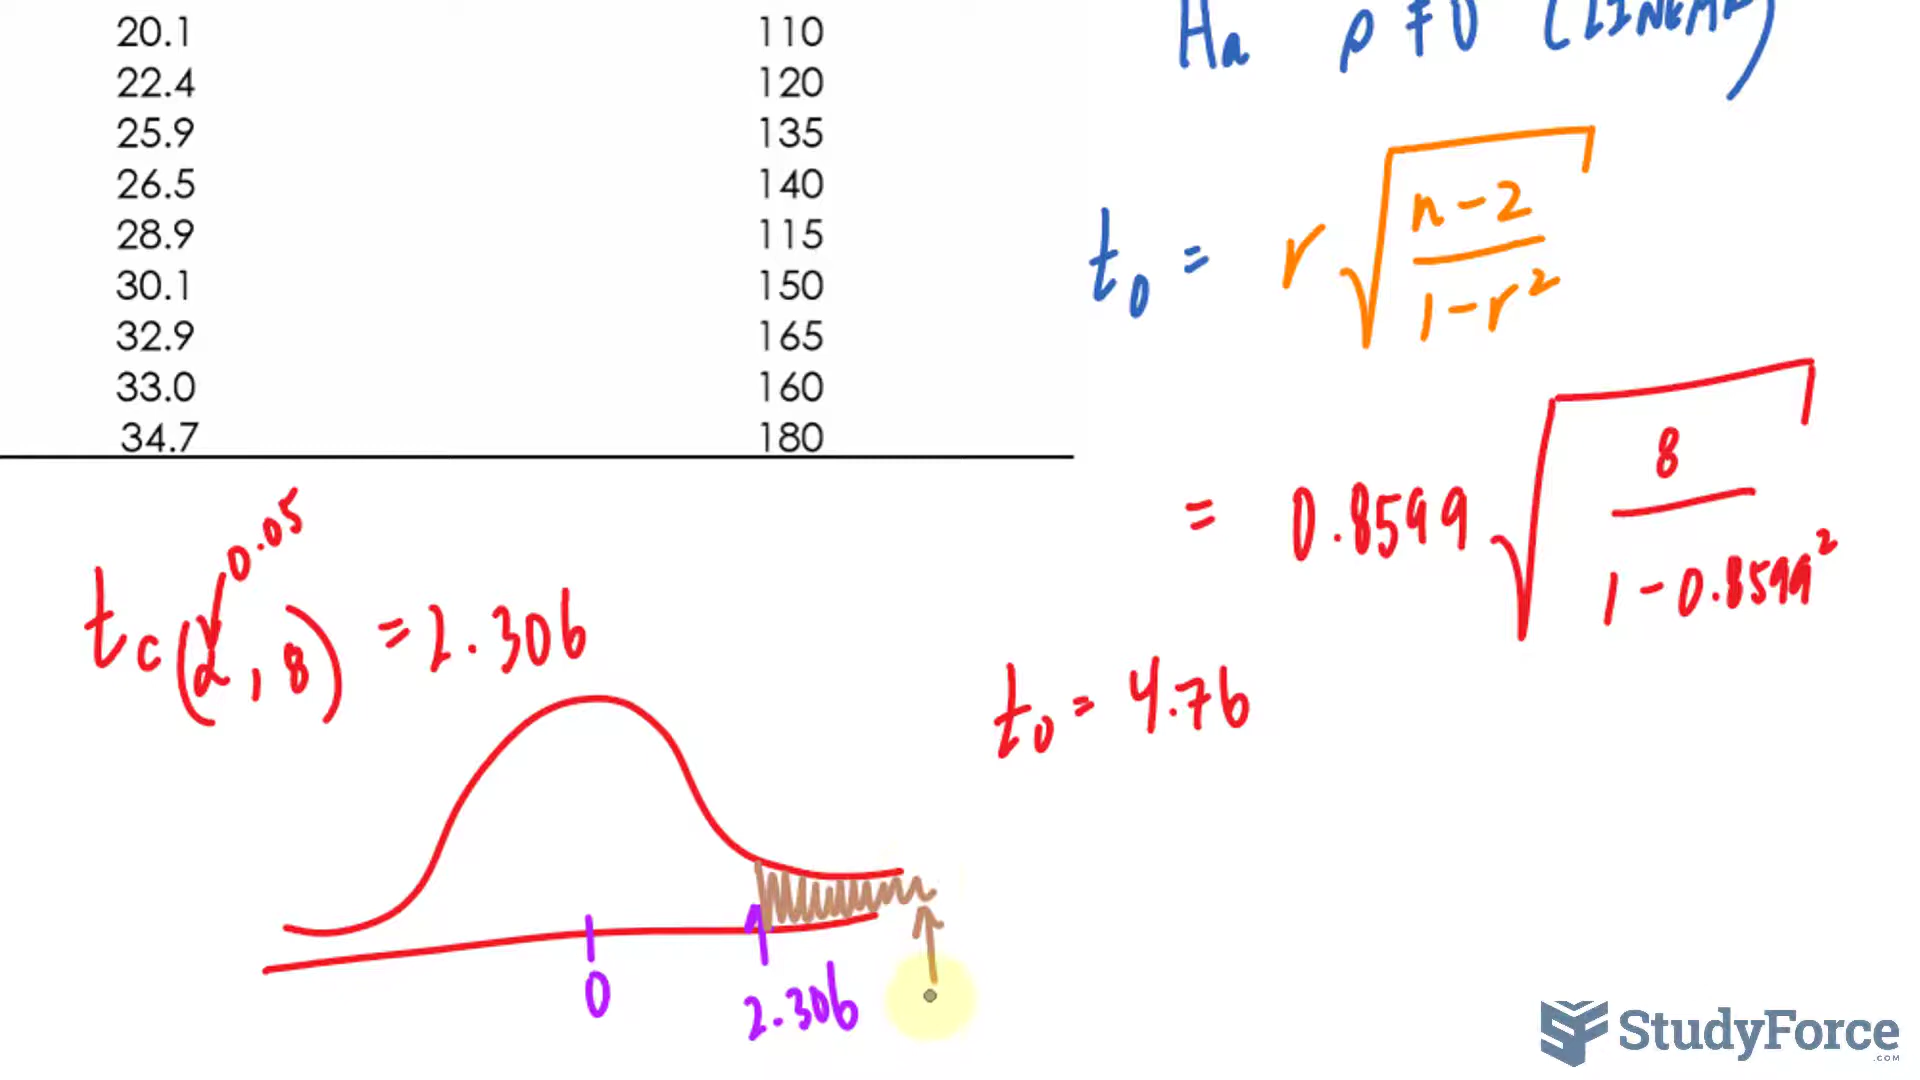 20.1 110
22.4 120
25.9 135
26.5 140
28.9 115
30.1 150
32.9 165
33.0 160
34.7 180
Ha ρ ≠ 0 (LINEAR)
t₀ = r √((n-2)/(1-r²))
= 0.8599 √(8/(1-0.8599²))
t₀ = 4.76
0.05
tc(α, 8) = 2.306
0
2.306
StudyForce
.COM